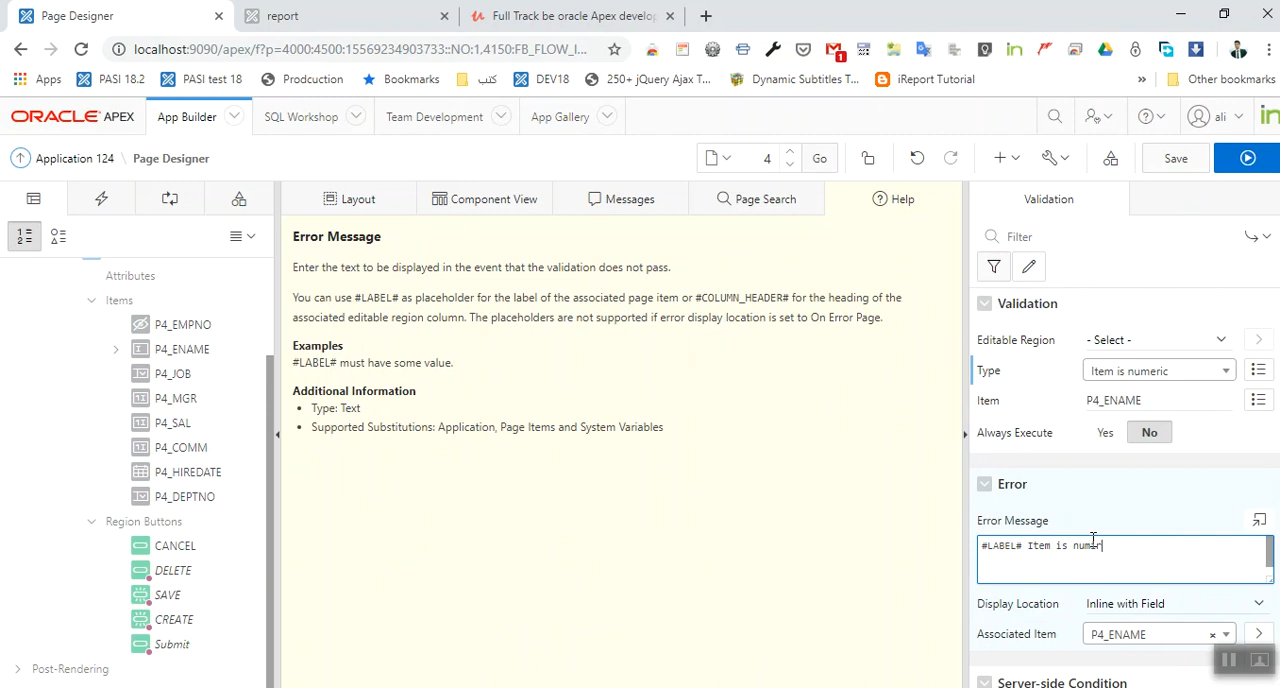 Page Designer
report
Full Track be oracle Apex develop
localhost:9090/apex/f?p=4000:4500:15569234903733::NO:1,4150:FB_FLOW_I...
Apps
PASI 18.2
PASI test 18
Prodcution
Bookmarks
كتب
DEV18
250+ jQuery Ajax T...
Dynamic Subtitles T...
iReport Tutorial
»
Other bookmarks
ORACLE APEX
App Builder
SQL Workshop
Team Development
App Gallery
ali
in
Application 124 \ Page Designer
4
Go
Save
Layout
Component View
Messages
Page Search
Help
Validation
Attributes
Items
P4_EMPNO
P4_ENAME
P4_JOB
P4_MGR
P4_SAL
P4_COMM
P4_HIREDATE
P4_DEPTNO
Region Buttons
CANCEL
DELETE
SAVE
CREATE
Submit
Post-Rendering
Error Message
Enter the text to be displayed in the event that the validation does not pass.
You can use #LABEL# as placeholder for the label of the associated page item or #COLUMN_HEADER# for the heading of the
associated editable region column. The placeholders are not supported if error display location is set to On Error Page.
Examples
#LABEL# must have some value.
Additional Information
• Type: Text
• Supported Substitutions: Application, Page Items and System Variables
Filter
Validation
Editable Region - Select -
Type Item is numeric
Item P4_ENAME
Always Execute Yes No
Error
Error Message
#LABEL# Item is numer
Display Location Inline with Field
Associated Item P4_ENAME
Server-side Condition